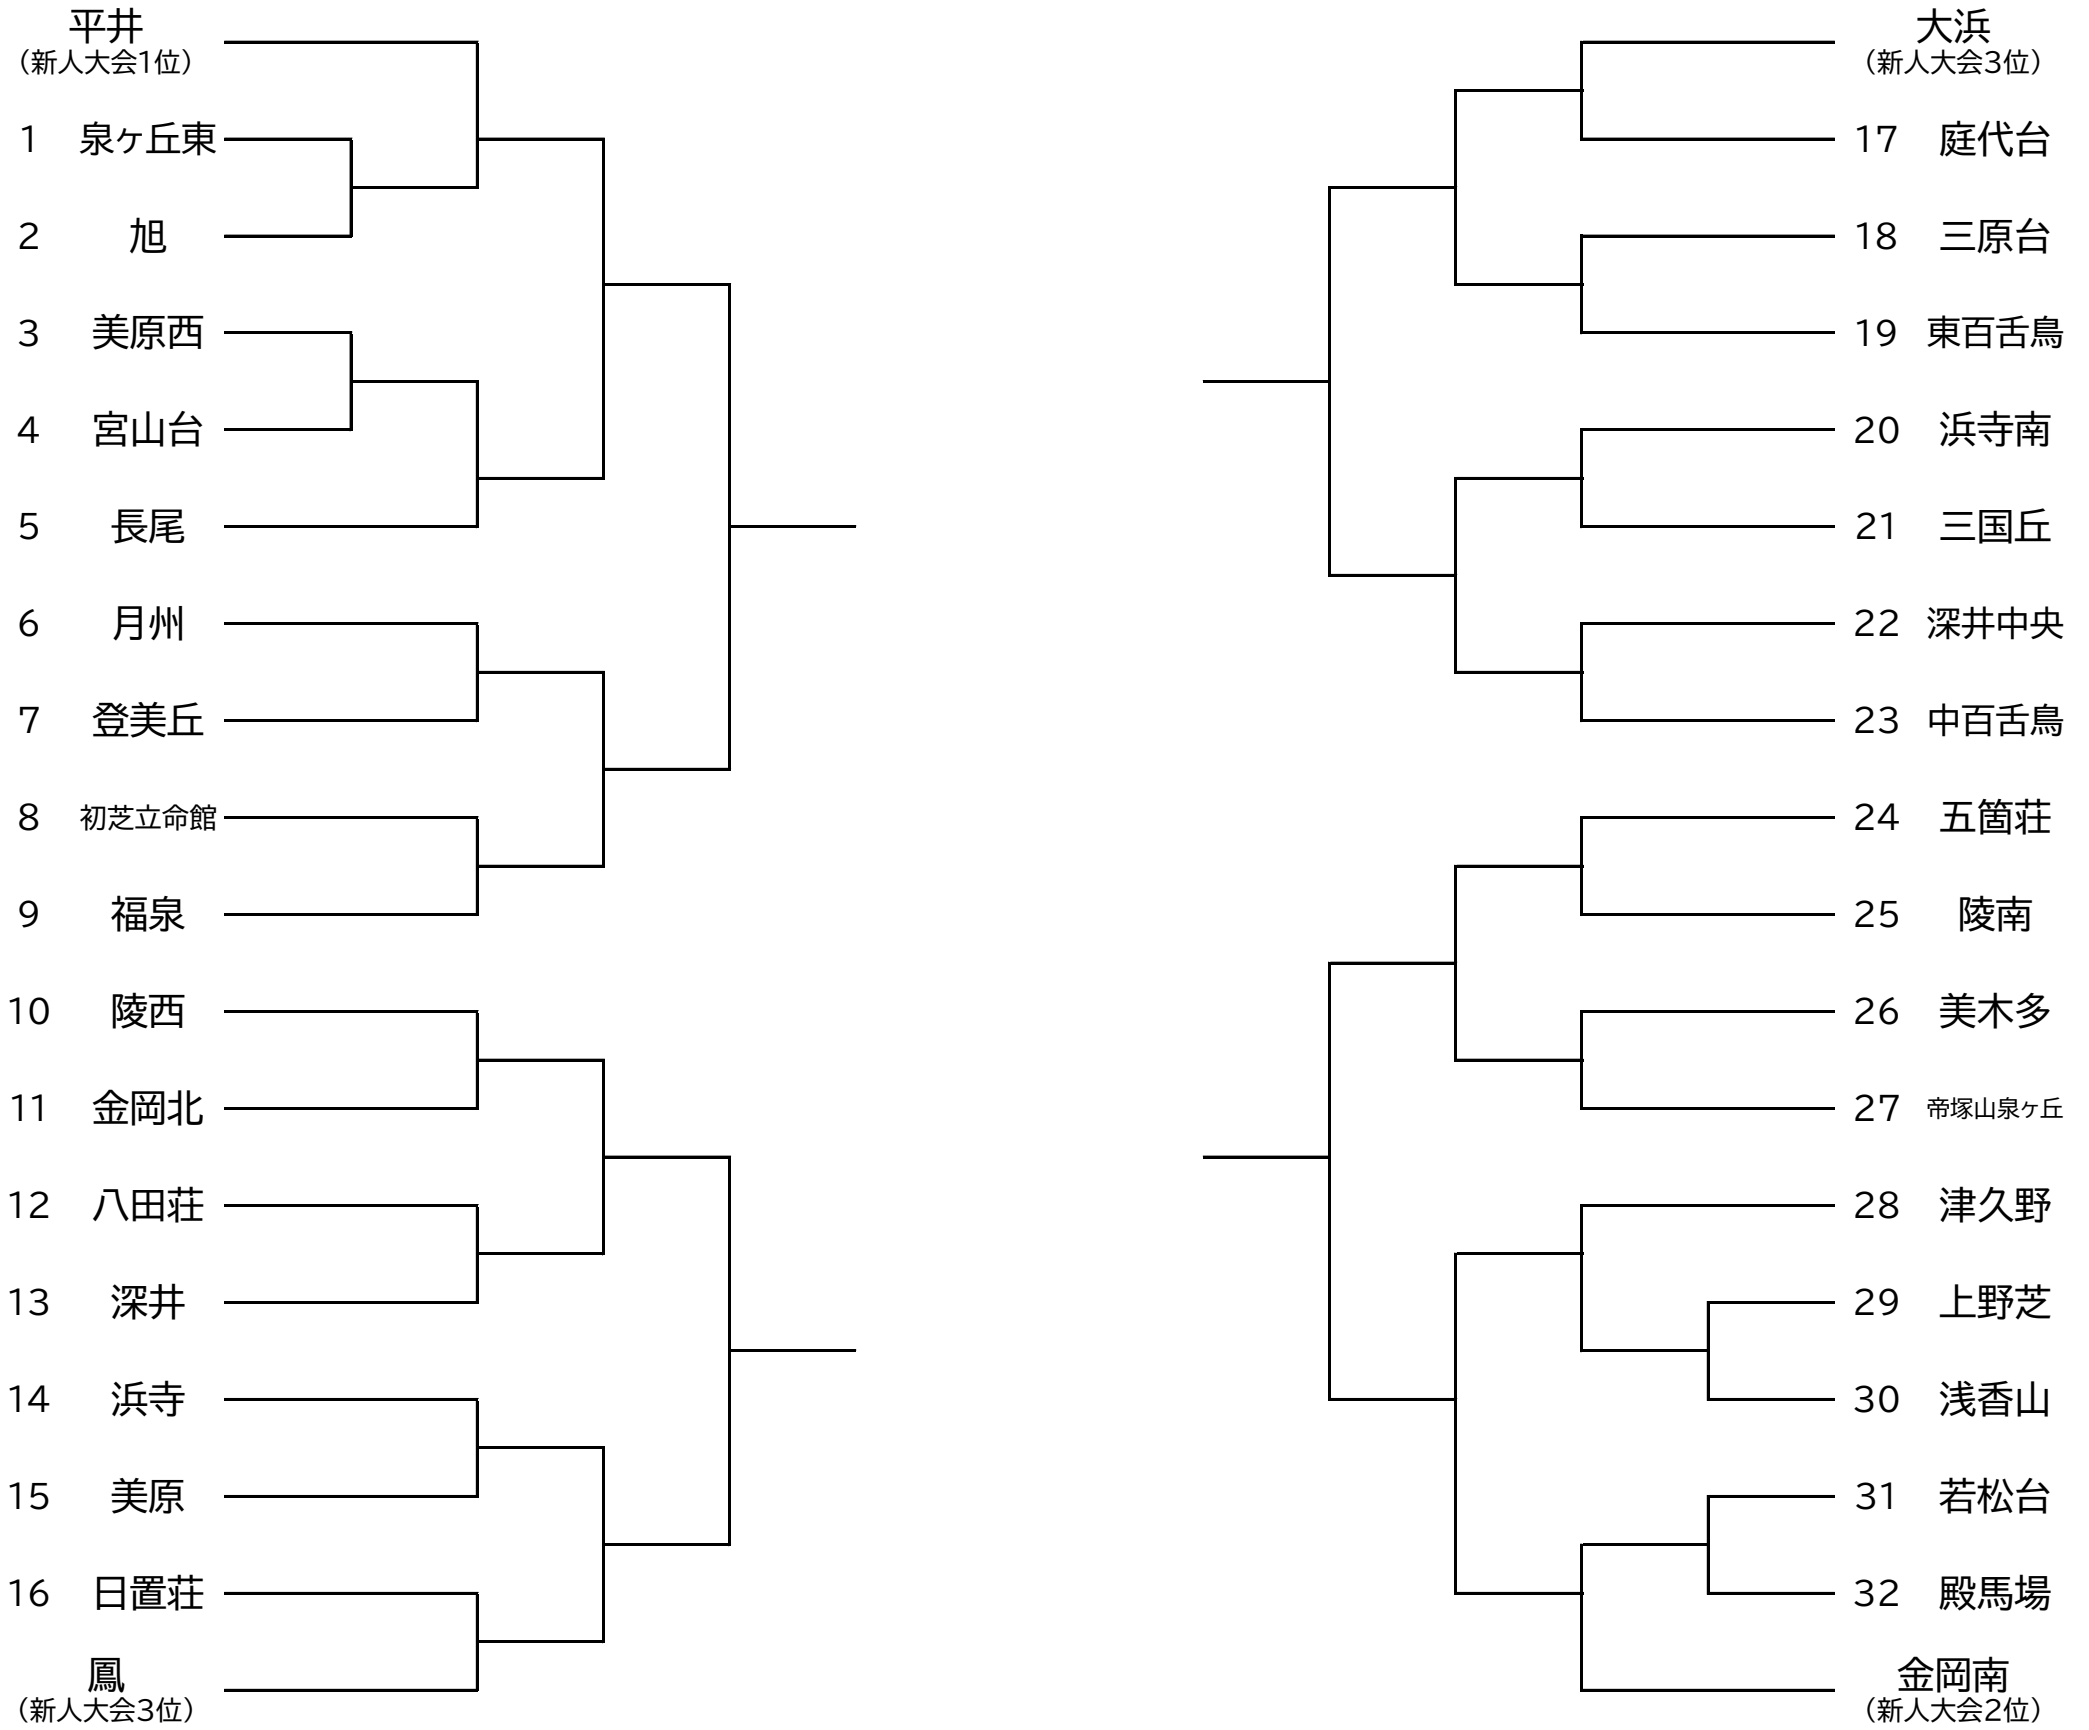 平井
（新人大会1位）
1 泉ヶ丘東
2 旭
3 美原西
4 宮山台
5 長尾
6 月州
7 登美丘
8 初芝立命館
9 福泉
10 陵西
11 金岡北
12 八田荘
13 深井
14 浜寺
15 美原
16 日置荘
鳳
（新人大会3位）
大浜
（新人大会3位）
17 庭代台
18 三原台
19 東百舌鳥
20 浜寺南
21 三国丘
22 深井中央
23 中百舌鳥
24 五箇荘
25 陵南
26 美木多
27 帝塚山泉ヶ丘
28 津久野
29 上野芝
30 浅香山
31 若松台
32 殿馬場
金岡南
（新人大会2位）